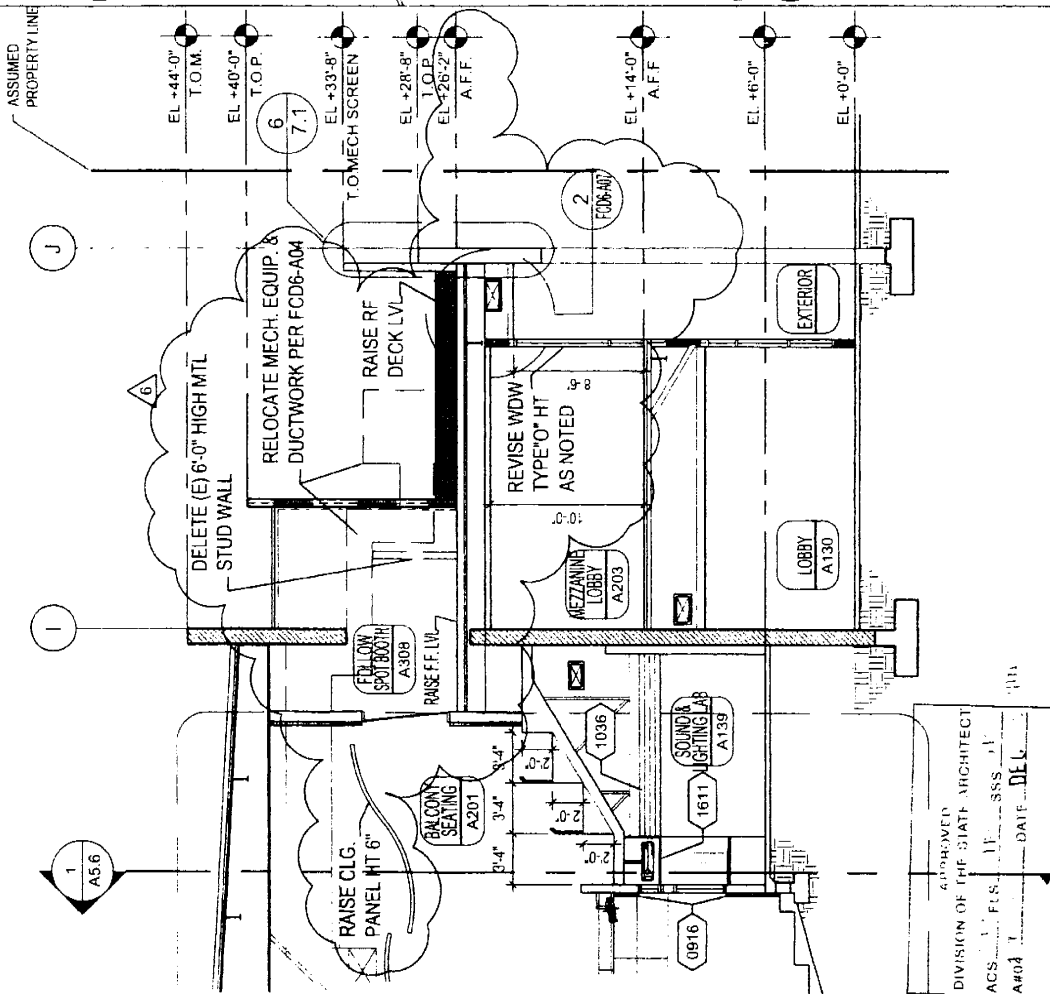 ASSUMED
PROPERTY LINE
EL +44'-0"
T.O.M.
EL +40'-0"
T.O.P.
EL +33'-8"
T.O.MECH SCREEN
EL +28'-8"
T.O.P.
EL +26'-2"
A.F.F.
EL +14'-0"
A.F.F
EL +6'-0"
EL +0'-0"
6
7.1
J
I
6
DELETE (E) 6'-0" HIGH MTL
STUD WALL
RELOCATE MECH. EQUIP. &
DUCTWORK PER FCD6-A04
RAISE RF
DECK LVL
2
FCD6-A07
REVISE WDW
TYPE"O" HT
AS NOTED
8'-6"
10'-0"
EXTERIOR
MEZZANINE
LOBBY
A203
LOBBY
A130
FOLLOW
SPOT BOOTH
A308
RAISE F.F. LVL
1
A5.6
RAISE CLG.
PANEL HT 6"
BALCONY
SEATING
A201
3'-4"
3'-4"
3'-4"
2'-0"
2'-0"
2'-0"
1036
SOUND &
LIGHTING LAB
A139
1611
0916
APPROVED
DIVISION OF THE STATE ARCHITECT
ACS FLS SSS
A#04 DATE DEC